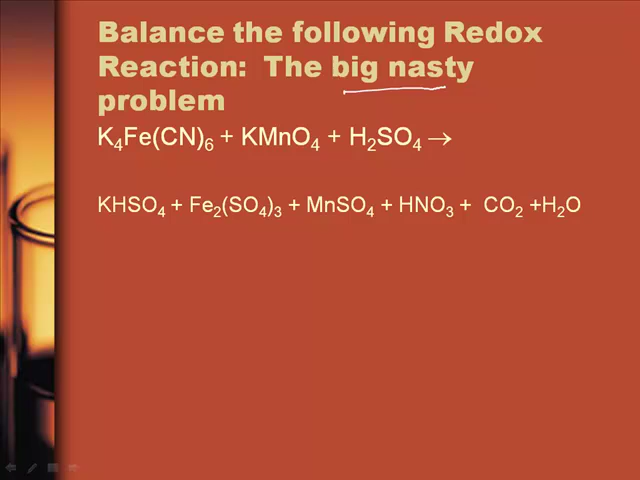 Balance the following Redox
Reaction: The big nasty
problem
K₄Fe(CN)₆ + KMnO₄ + H₂SO₄ →
KHSO₄ + Fe₂(SO₄)₃ + MnSO₄ + HNO₃ + CO₂ +H₂O